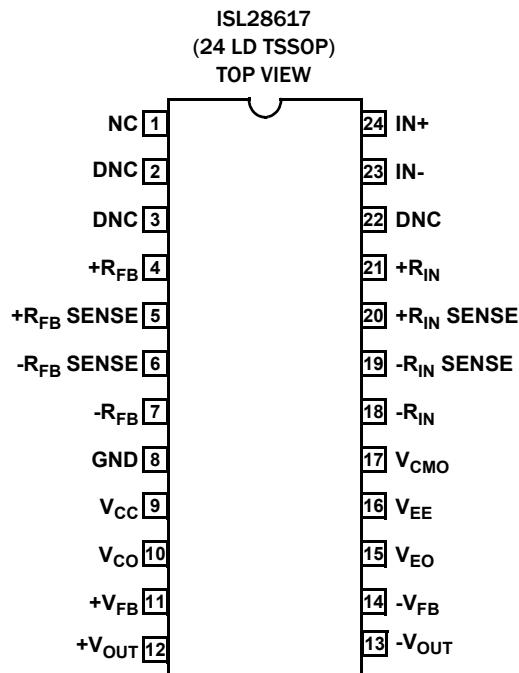 ISL28617
(24 LD TSSOP)
TOP VIEW
NC 1 24 IN+
DNC 2 23 IN-
DNC 3 22 DNC
+RFB 4 21 +RIN
+RFB SENSE 5 20 +RIN SENSE
-RFB SENSE 6 19 -RIN SENSE
-RFB 7 18 -RIN
GND 8 17 VCMO
VCC 9 16 VEE
VCO 10 15 VEO
+VFB 11 14 -VFB
+VOUT 12 13 -VOUT